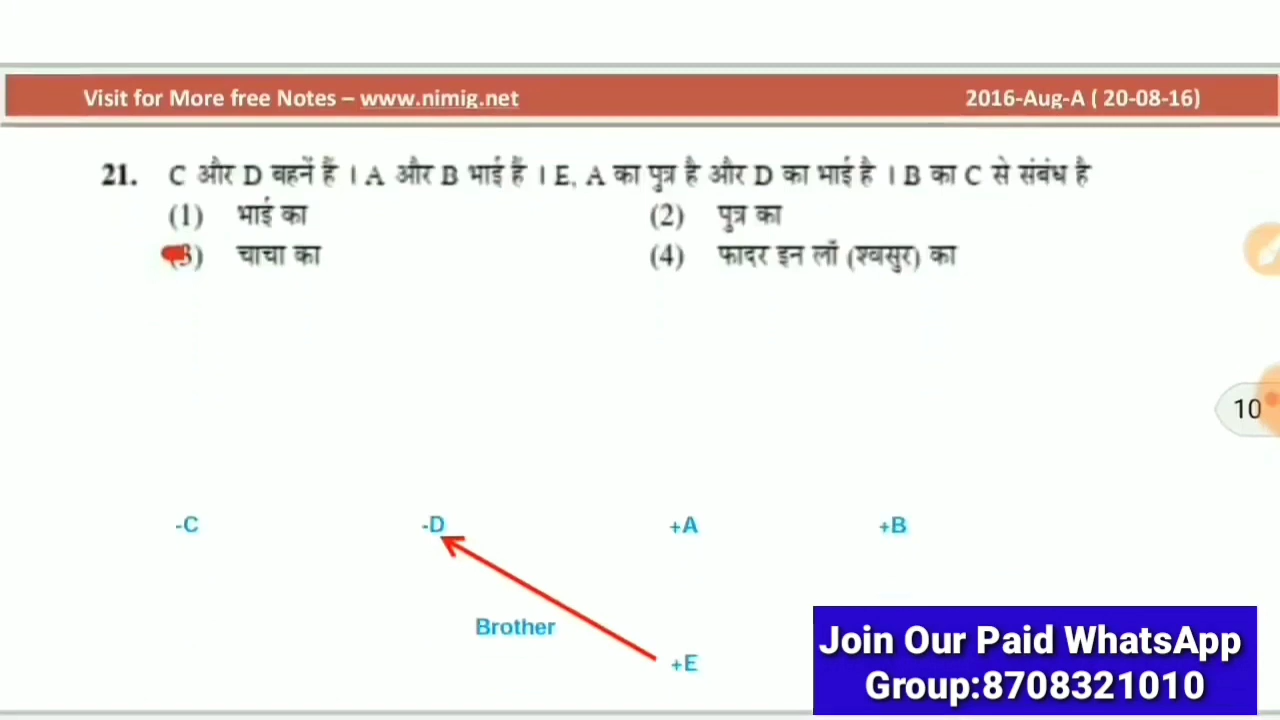 Visit for More free Notes – www.nimig.net 2016-Aug-A ( 20-08-16)
21. C और D बहनें हैं । A और B भाई हैं । E, A का पुत्र है और D का भाई है । B का C से संबंध है
(1) भाई का (2) पुत्र का
3) चाचा का (4) फादर इन लॉ (श्वसुर) का
10
-C -D +A +B
Brother
+E
Join Our Paid WhatsApp
Group:8708321010